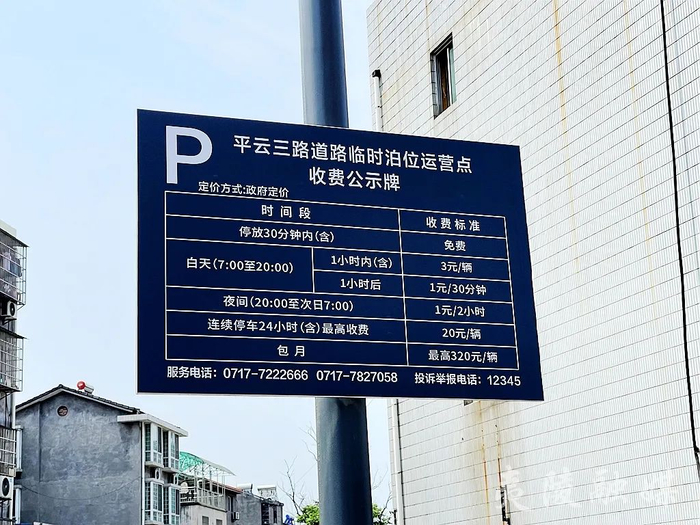 P
平云三路道路临时泊位运营点
收费公示牌
定价方式:政府定价
时间段 收费标准
停放30分钟内(含) 免费
白天(7:00至20:00) 1小时内(含) 3元/辆
1小时后 1元/30分钟
夜间(20:00至次日7:00) 1元/2小时
连续停车24小时(含)最高收费 20元/辆
包月 最高320元/辆
服务电话: 0717-7222666 0717-7827058 投诉举报电话: 12345
夷陵融媒